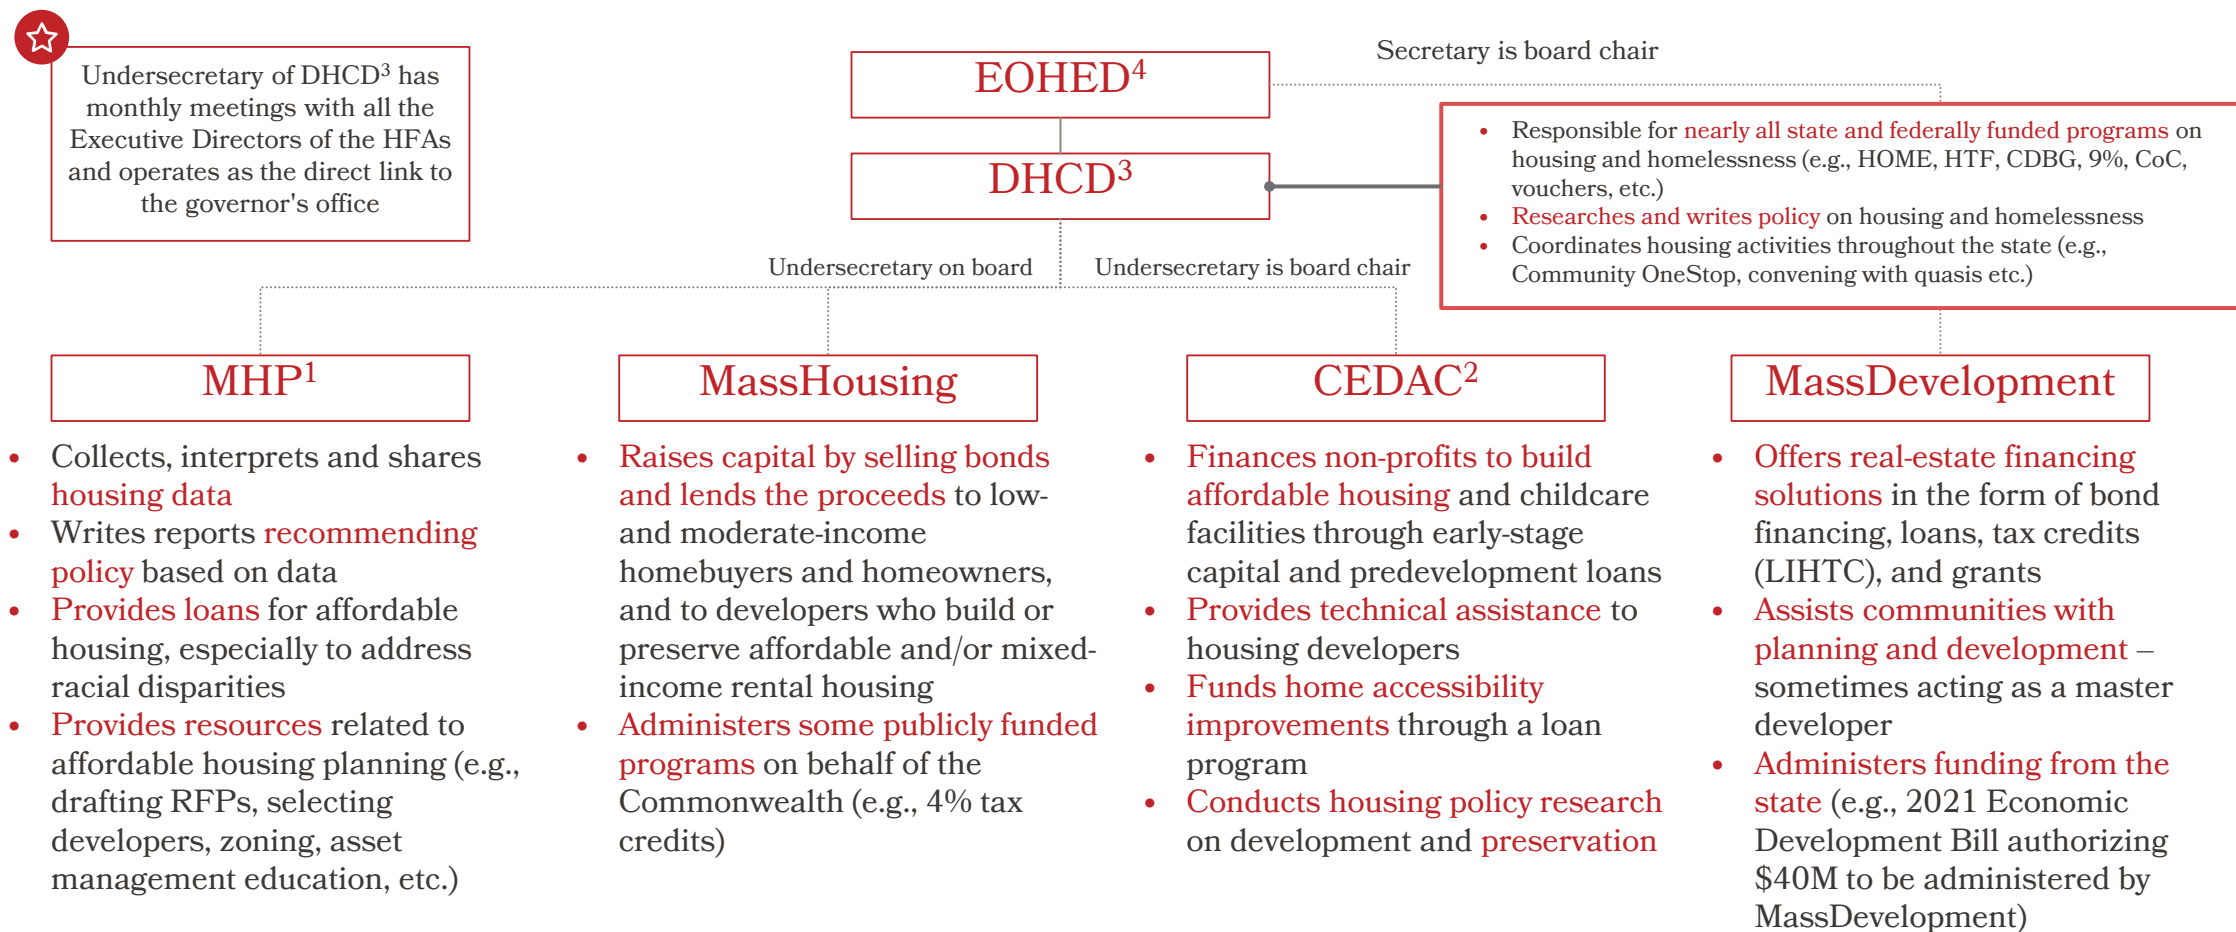 Undersecretary of DHCD³ has
monthly meetings with all the
Executive Directors of the HFAs
and operates as the direct link to
the governor's office
EOHED⁴
Secretary is board chair
DHCD³
• Responsible for nearly all state and federally funded programs on
housing and homelessness (e.g., HOME, HTF, CDBG, 9%, CoC,
vouchers, etc.)
• Researches and writes policy on housing and homelessness
• Coordinates housing activities throughout the state (e.g.,
Community OneStop, convening with quasis etc.)
Undersecretary on board
Undersecretary is board chair
MHP¹
• Collects, interprets and shares
housing data
• Writes reports recommending
policy based on data
• Provides loans for affordable
housing, especially to address
racial disparities
• Provides resources related to
affordable housing planning (e.g.,
drafting RFPs, selecting
developers, zoning, asset
management education, etc.)
MassHousing
• Raises capital by selling bonds
and lends the proceeds to low-
and moderate-income
homebuyers and homeowners,
and to developers who build or
preserve affordable and/or mixed-
income rental housing
• Administers some publicly funded
programs on behalf of the
Commonwealth (e.g., 4% tax
credits)
CEDAC²
• Finances non-profits to build
affordable housing and childcare
facilities through early-stage
capital and predevelopment loans
• Provides technical assistance to
housing developers
• Funds home accessibility
improvements through a loan
program
• Conducts housing policy research
on development and preservation
MassDevelopment
• Offers real-estate financing
solutions in the form of bond
financing, loans, tax credits
(LIHTC), and grants
• Assists communities with
planning and development –
sometimes acting as a master
developer
• Administers funding from the
state (e.g., 2021 Economic
Development Bill authorizing
$40M to be administered by
MassDevelopment)